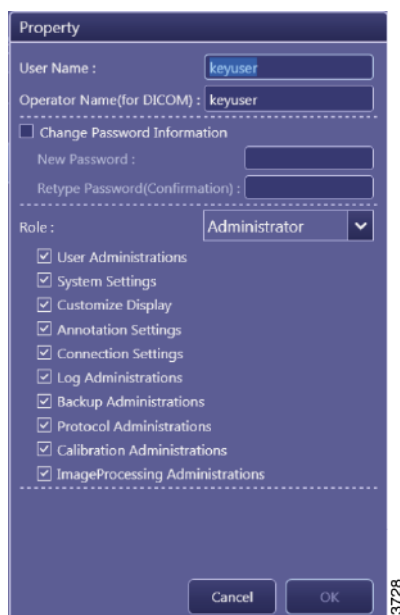 Property
User Name : keyuser
Operator Name(for DICOM) : keyuser
Change Password Information
New Password :
Retype Password(Confirmation) :
Role : Administrator
User Administrations
System Settings
Customize Display
Annotation Settings
Connection Settings
Log Administrations
Backup Administrations
Protocol Administrations
Calibration Administrations
ImageProcessing Administrations
Cancel OK
3728